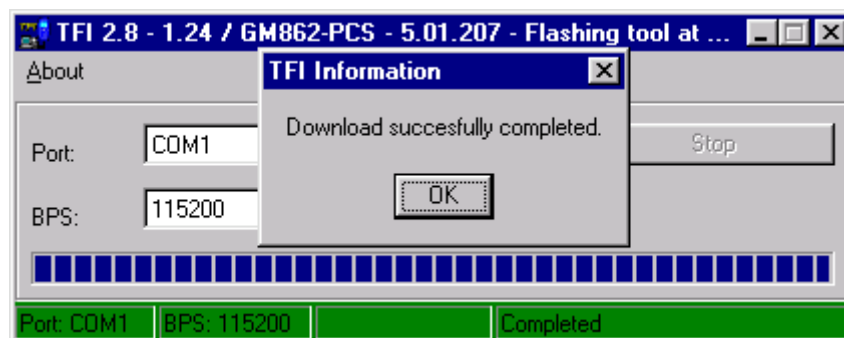 TFI 2.8 - 1.24 / GM862-PCS - 5.01.207 - Flashing tool at ...
About
TFI Information
Download succesfully completed.
OK
Port:
COM1
Stop
BPS:
115200
Port: COM1
BPS: 115200
Completed